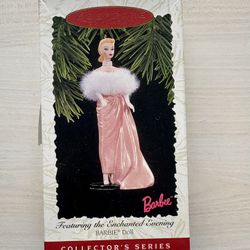 Barbie
Featuring the Enchanted Evening
BARBIE® Doll
COLLECTOR'S SERIES